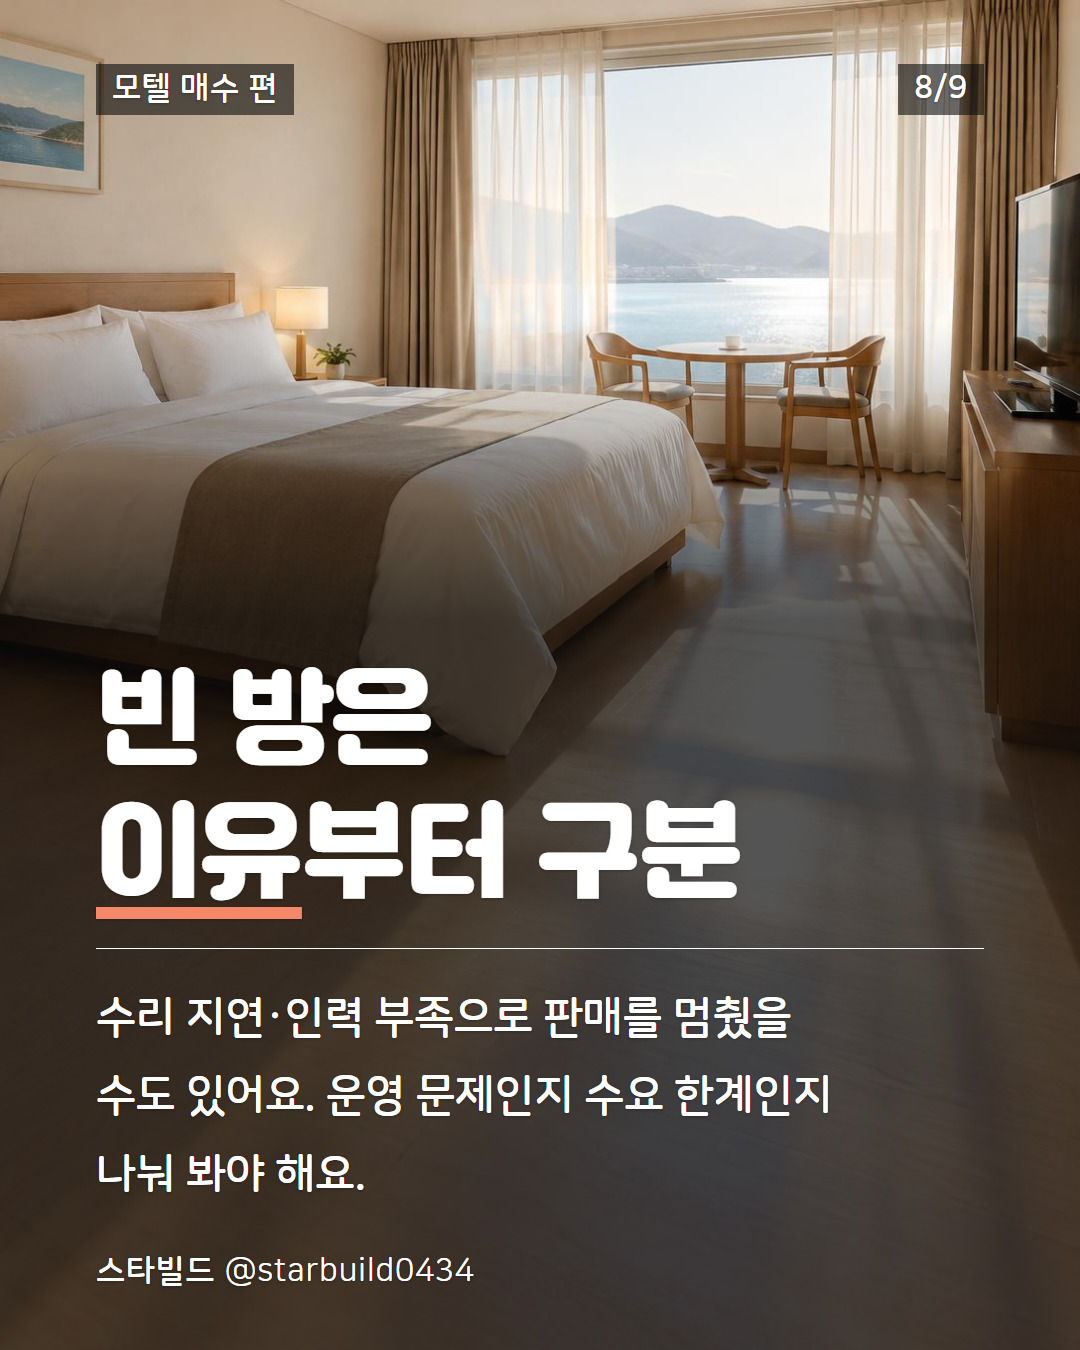 모텔 매수 편
8/9
빈 방은
이유부터 구분
수리 지연·인력 부족으로 판매를 멈췄을
수도 있어요. 운영 문제인지 수요 한계인지
나눠 봐야 해요.
스타빌드 @starbuild0434